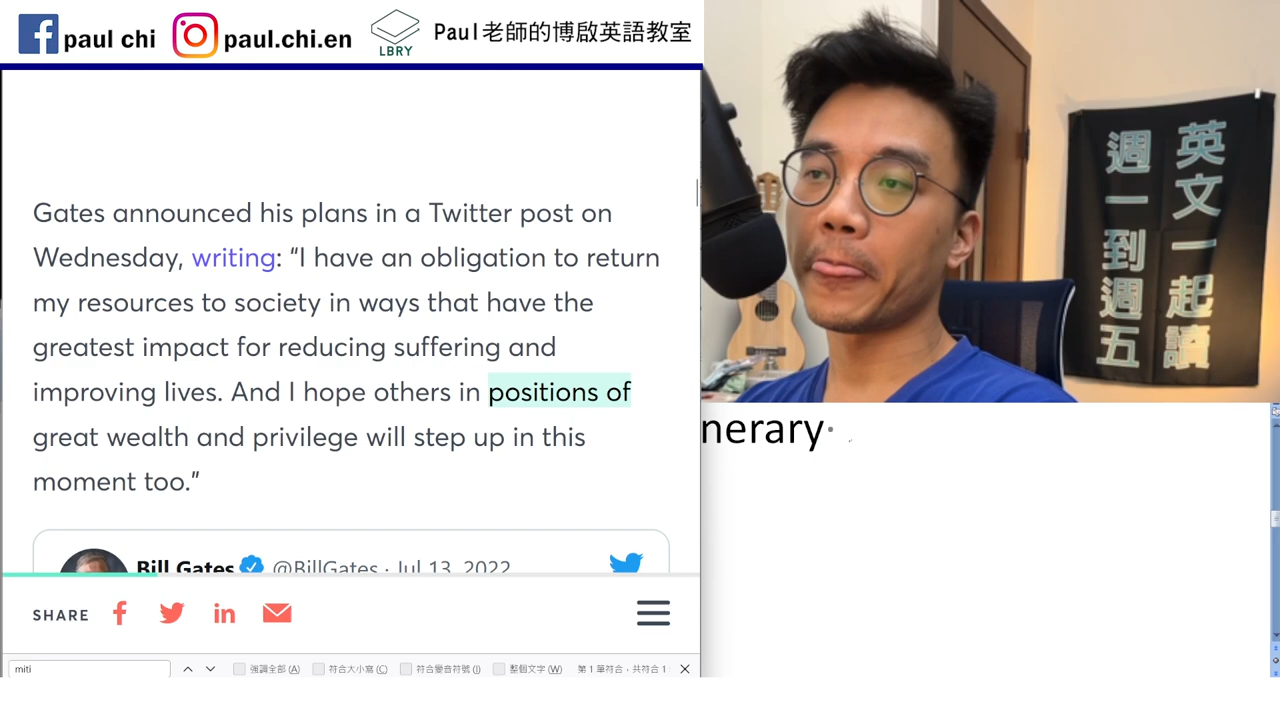 paul chi
paul.chi.en
LBRY
Paul老師的博啟英語教室
Gates announced his plans in a Twitter post on
Wednesday, writing: “I have an obligation to return
my resources to society in ways that have the
greatest impact for reducing suffering and
improving lives. And I hope others in positions of
great wealth and privilege will step up in this
moment too.”
Bill Gates @BillGates · Jul 13, 2022
SHARE
miti
強調全部 (A)
符合大小寫 (C)
符合變音符號 (I)
整個文字 (W)
第 1 筆符合，共符合 1
英文一起讀
週一到週五
nerary